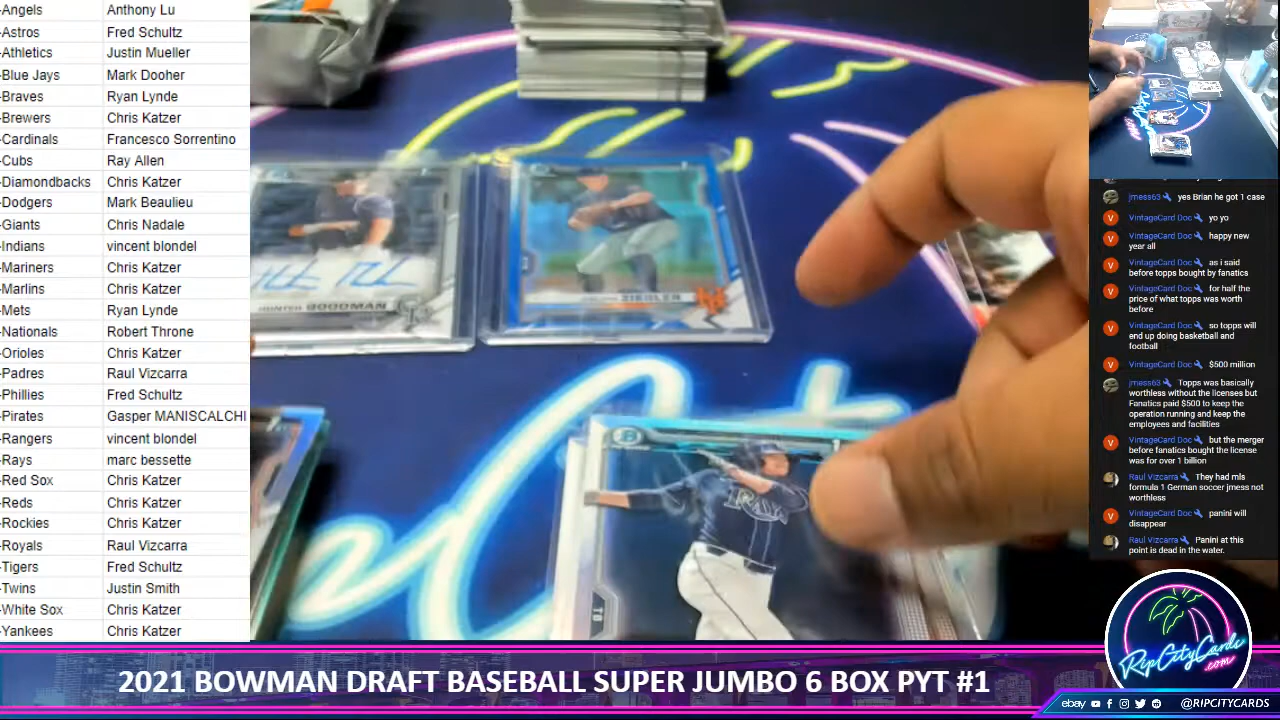 -Angels Anthony Lu
-Astros Fred Schultz
-Athletics Justin Mueller
-Blue Jays Mark Dooher
-Braves Ryan Lynde
-Brewers Chris Katzer
-Cardinals Francesco Sorrentino
-Cubs Ray Allen
-Diamondbacks Chris Katzer
-Dodgers Mark Beaulieu
-Giants Chris Nadale
-Indians vincent blondel
-Mariners Chris Katzer
-Marlins Chris Katzer
-Mets Ryan Lynde
-Nationals Robert Throne
-Orioles Chris Katzer
-Padres Raul Vizcarra
-Phillies Fred Schultz
-Pirates Gasper MANISCALCHI
-Rangers vincent blondel
-Rays marc bessette
-Red Sox Chris Katzer
-Reds Chris Katzer
-Rockies Chris Katzer
-Royals Raul Vizcarra
-Tigers Fred Schultz
-Twins Justin Smith
-White Sox Chris Katzer
-Yankees Chris Katzer
HUNTER GOODMAN
ZIEGLER
RAYS
TB
jmess63 yes Brian he got 1 case
VintageCard Doc yo yo
VintageCard Doc happy new
year all
VintageCard Doc as i said
before topps bought by fanatics
VintageCard Doc for half the
price of what topps was worth
before
VintageCard Doc so topps will
end up doing basketball and
football
VintageCard Doc $500 million
jmess63 Topps was basically
worthless without the licenses but
Fanatics paid $500 to keep the
operation running and keep the
employees and facilities
VintageCard Doc but the merger
before fanatics bought the license
was for over 1 billion
Raul Vizcarra They had mls
formula 1 German soccer jmess not
worthless
VintageCard Doc panini will
disappear
Raul Vizcarra Panini at this
point is dead in the water.
RipCityCards
.com
2021 BOWMAN DRAFT BASEBALL SUPER JUMBO 6 BOX PYT #1
ebay @RIPCITYCARDS